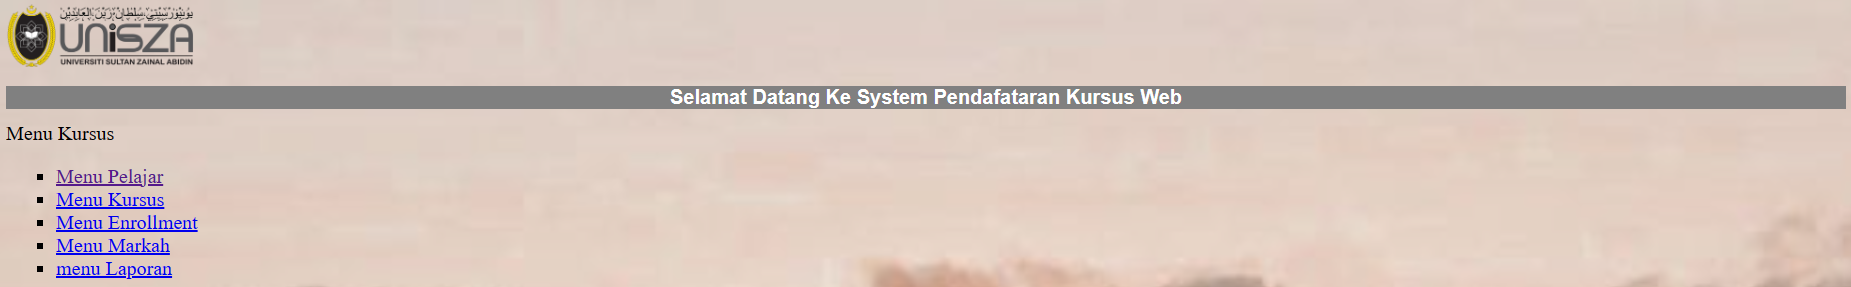 يونيۏرسيتي سلطان زين العابدين
UNiSZA
UNIVERSITI SULTAN ZAINAL ABIDIN
Selamat Datang Ke System Pendafataran Kursus Web
Menu Kursus
Menu Pelajar
Menu Kursus
Menu Enrollment
Menu Markah
menu Laporan